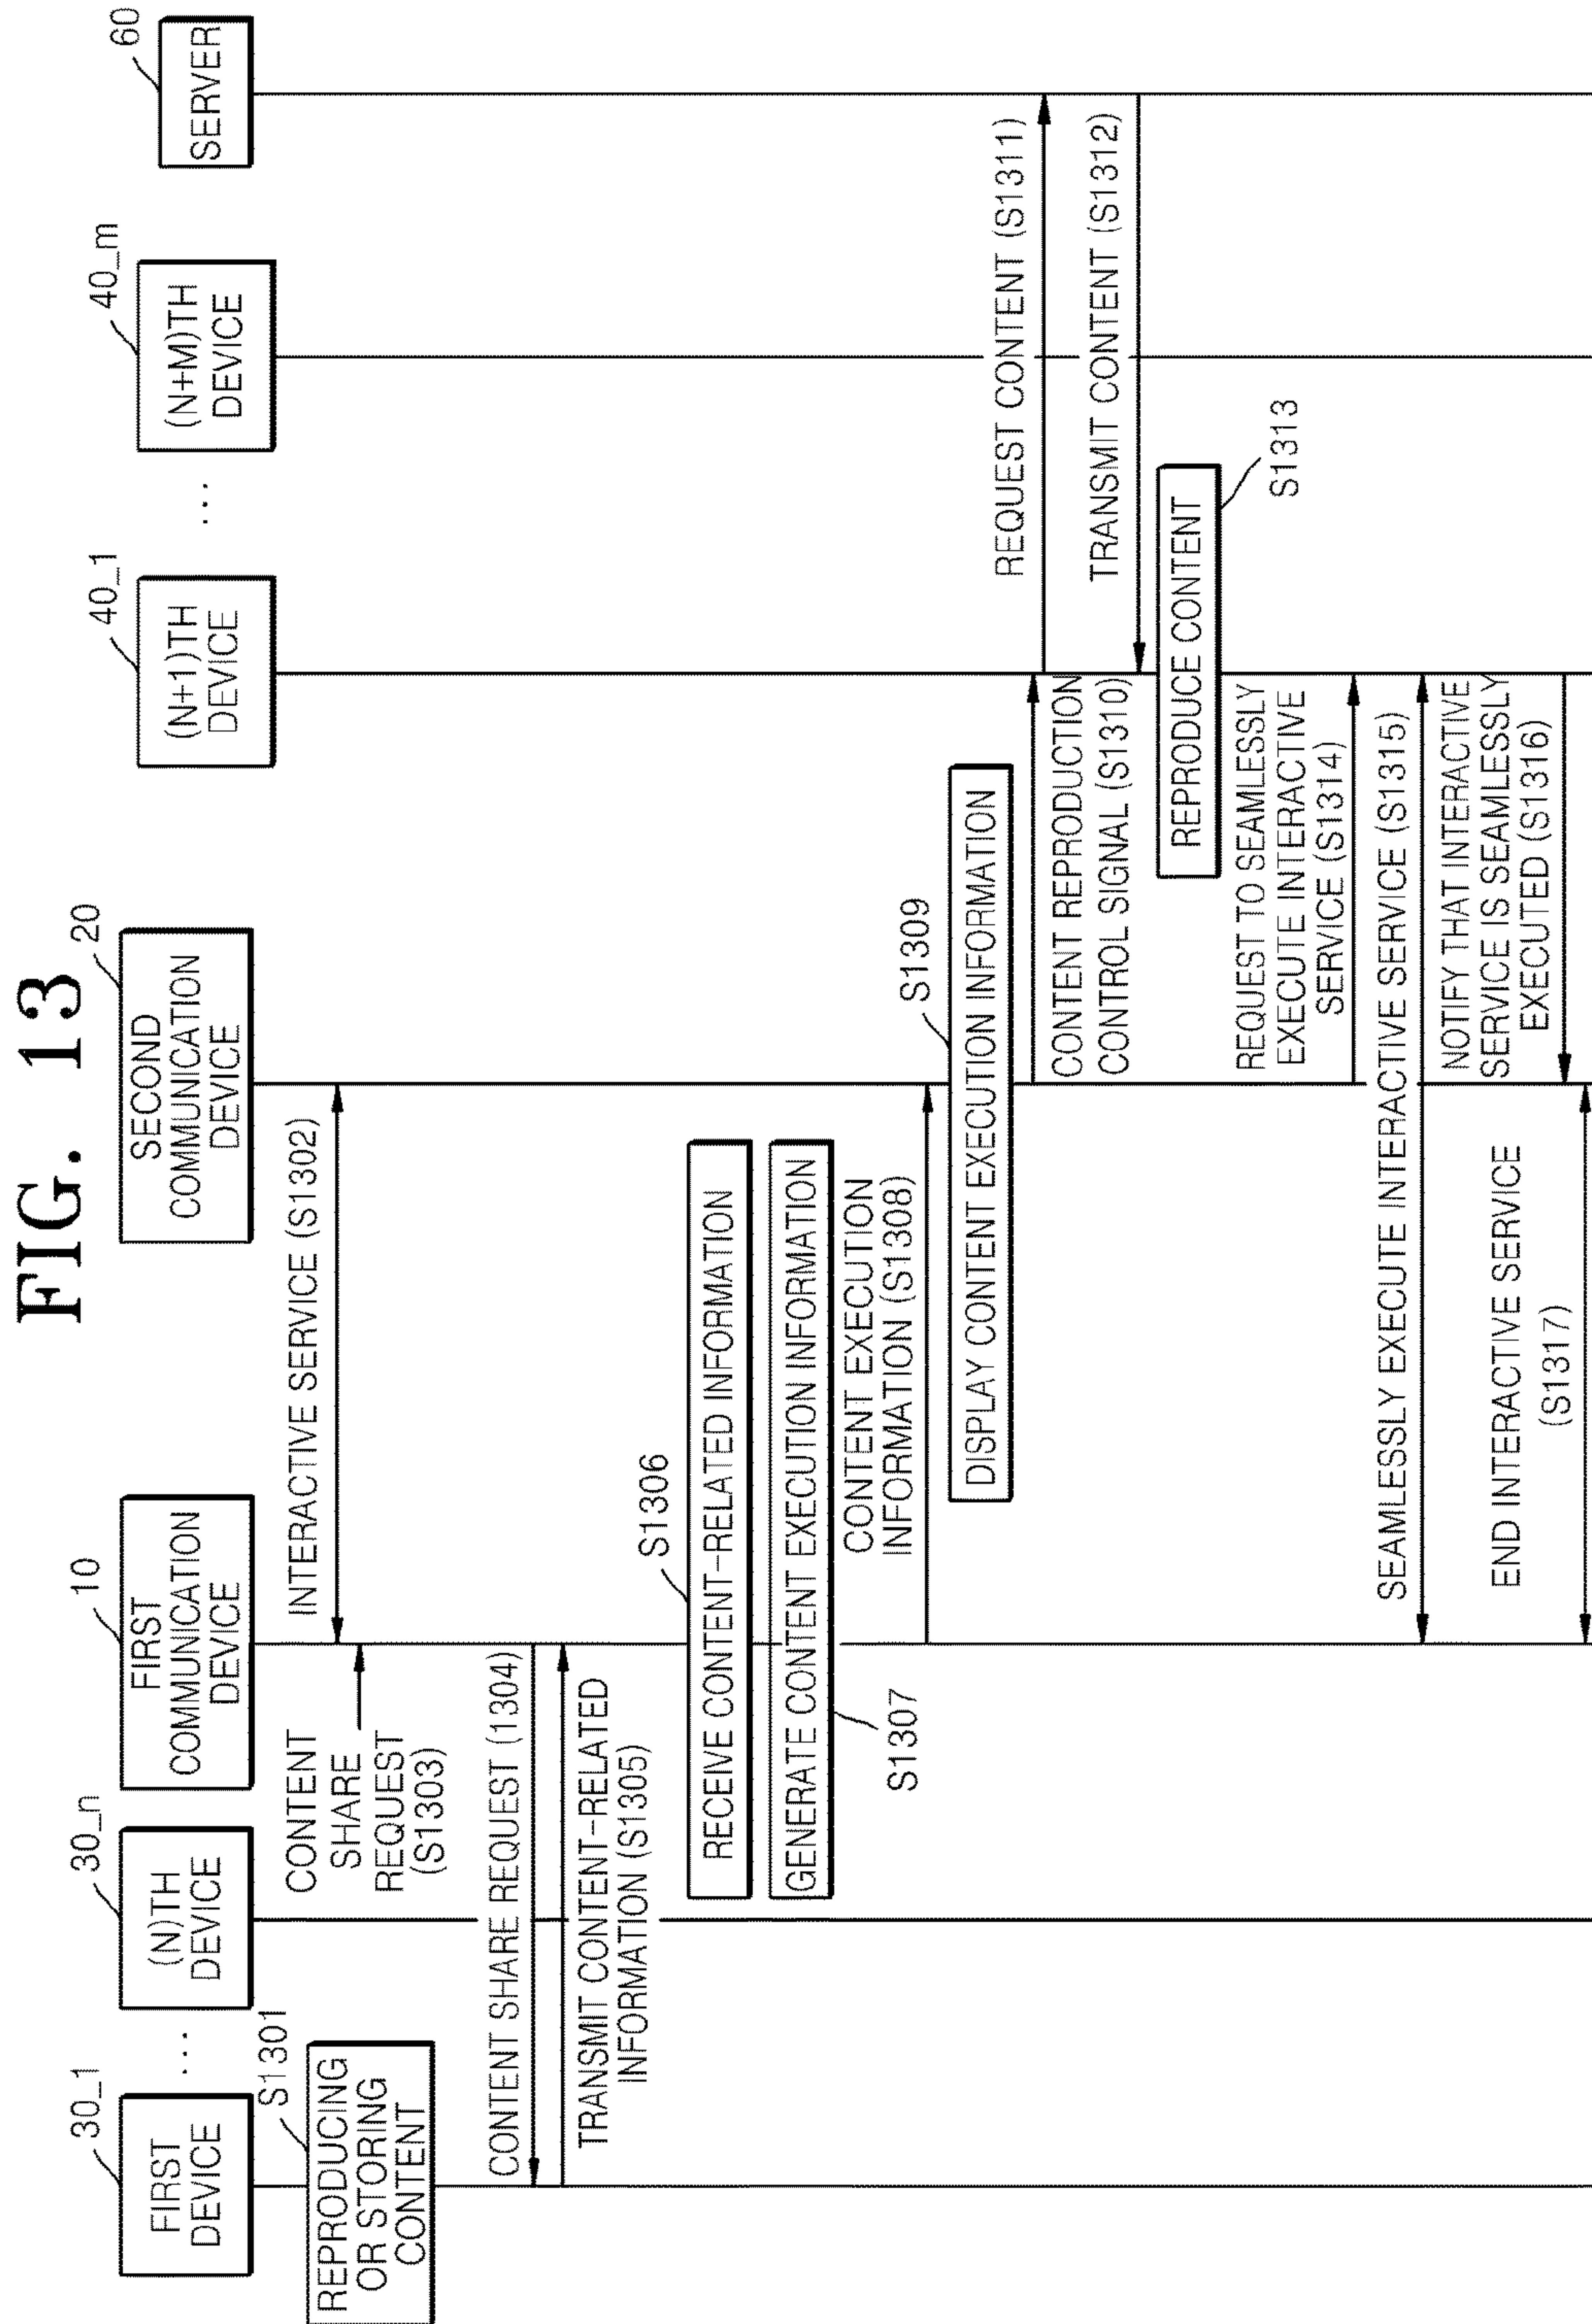 FIG. 13
30_1
FIRST
DEVICE
...
30_n
(N)TH
DEVICE
10
FIRST
COMMUNICATION
DEVICE
20
SECOND
COMMUNICATION
DEVICE
40_1
(N+1)TH
DEVICE
...
40_m
(N+M)TH
DEVICE
60
SERVER
S1301
REPRODUCING
OR STORING
CONTENT
INTERACTIVE SERVICE (S1302)
CONTENT
SHARE
REQUEST
(S1303)
CONTENT SHARE REQUEST (1304)
TRANSMIT CONTENT-RELATED
INFORMATION (S1305)
S1306
RECEIVE CONTENT-RELATED INFORMATION
GENERATE CONTENT EXECUTION INFORMATION
S1307
CONTENT EXECUTION
INFORMATION (S1308)
S1309
DISPLAY CONTENT EXECUTION INFORMATION
CONTENT REPRODUCTION
CONTROL SIGNAL (S1310)
REQUEST CONTENT (S1311)
TRANSMIT CONTENT (S1312)
REPRODUCE CONTENT
S1313
REQUEST TO SEAMLESSLY
EXECUTE INTERACTIVE
SERVICE (S1314)
SEAMLESSLY EXECUTE INTERACTIVE SERVICE (S1315)
NOTIFY THAT INTERACTIVE
SERVICE IS SEAMLESSLY
EXECUTED (S1316)
END INTERACTIVE SERVICE
(S1317)